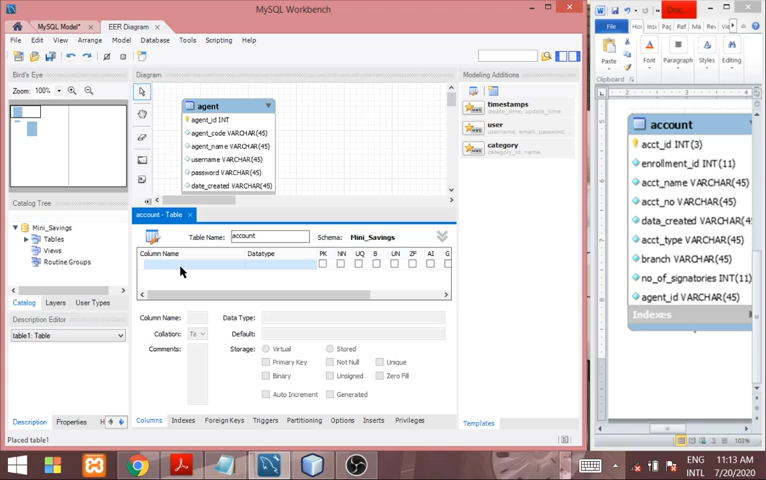 MySQL Workbench
MySQL Model*
EER Diagram
File Edit View Arrange Model Database Tools Scripting Help
Bird's Eye
Zoom: 100%
Diagram
agent
agent_id INT
agent_code VARCHAR(45)
agent_name VARCHAR(45)
username VARCHAR(45)
password VARCHAR(45)
date_created VARCHAR(45)
Modeling Additions
timestamps
create_time, update_time
user
username, email, password,
category
category_id, name
Catalog Tree
Mini_Savings
Tables
Views
Routine Groups
Catalog Layers User Types
Description Editor
table1: Table
Description Properties H
Placed table1
account - Table
Table Name: account Schema: Mini_Savings
Column Name Datatype PK NN UQ B UN ZF AI G
Column Name: Data Type:
Collation: Ta Default:
Comments: Storage: Virtual Stored
Primary Key Not Null Unique
Binary Unsigned Zero Fill
Auto Increment Generated
Columns Indexes Foreign Keys Triggers Partitioning Options Inserts Privileges
Templates
File Ref Ma Rev Viev
Paste Font Paragraph Styles Editing
Clipboard
account
acct_id INT(3)
enrollment_id INT(11)
acct_name VARCHAR(45)
acct_no VARCHAR(45)
data_created VARCHAR(45)
acct_type VARCHAR(45)
branch VARCHAR(45)
no_of_signatories INT(11)
agent_id VARCHAR(45)
Indexes
103%
ENG 11:13 AM
INTL 7/20/2020